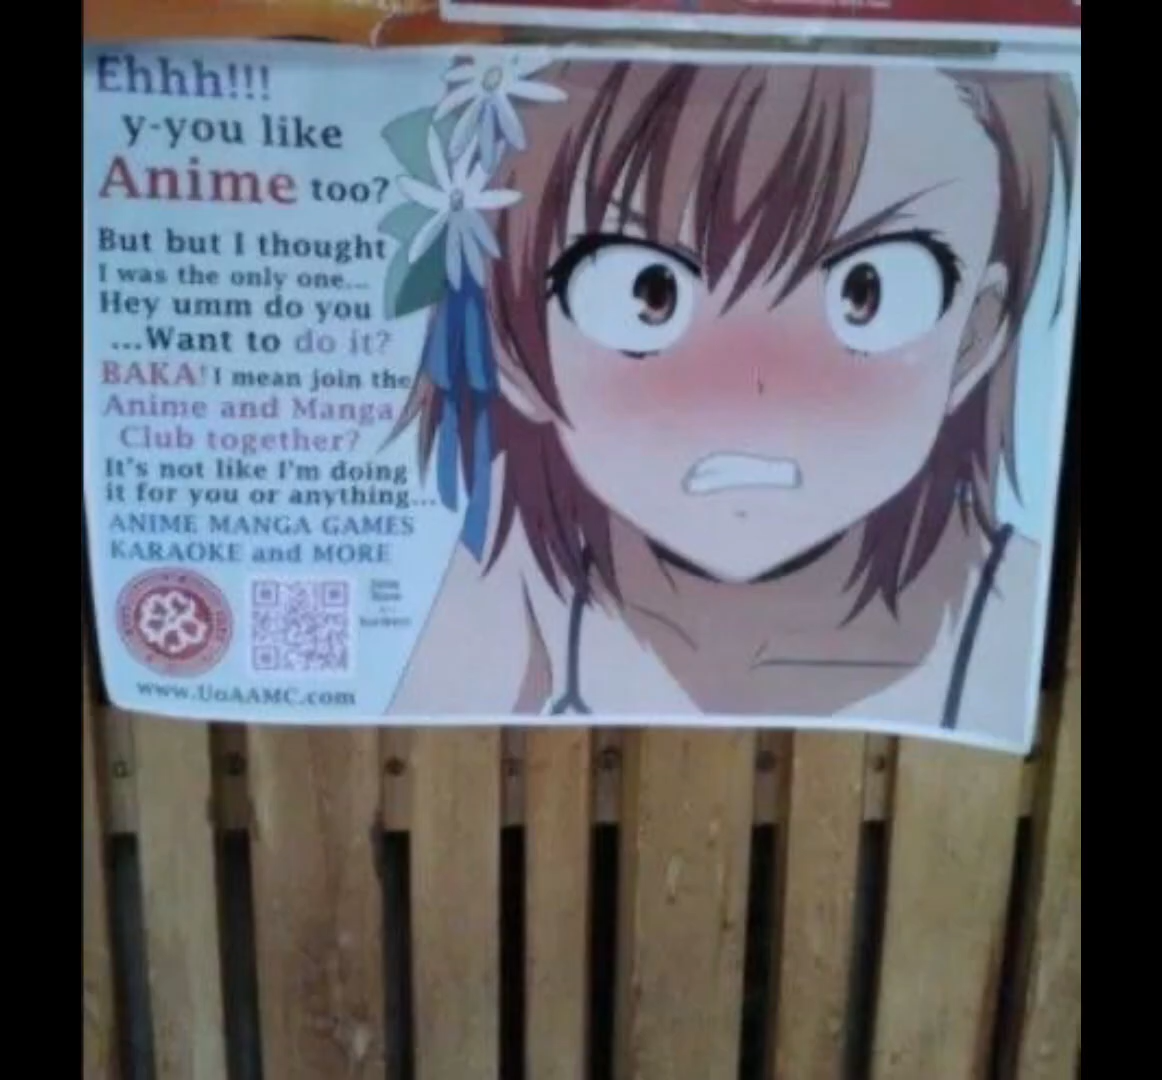 Ehhh!!!
y-you like
Anime too?
But but I thought
I was the only one...
Hey umm do you
...Want to do it?
BAKA! I mean join the
Anime and Manga
Club together?
It's not like I'm doing
it for you or anything...
ANIME MANGA GAMES
KARAOKE and MORE
www.UoAAMC.com